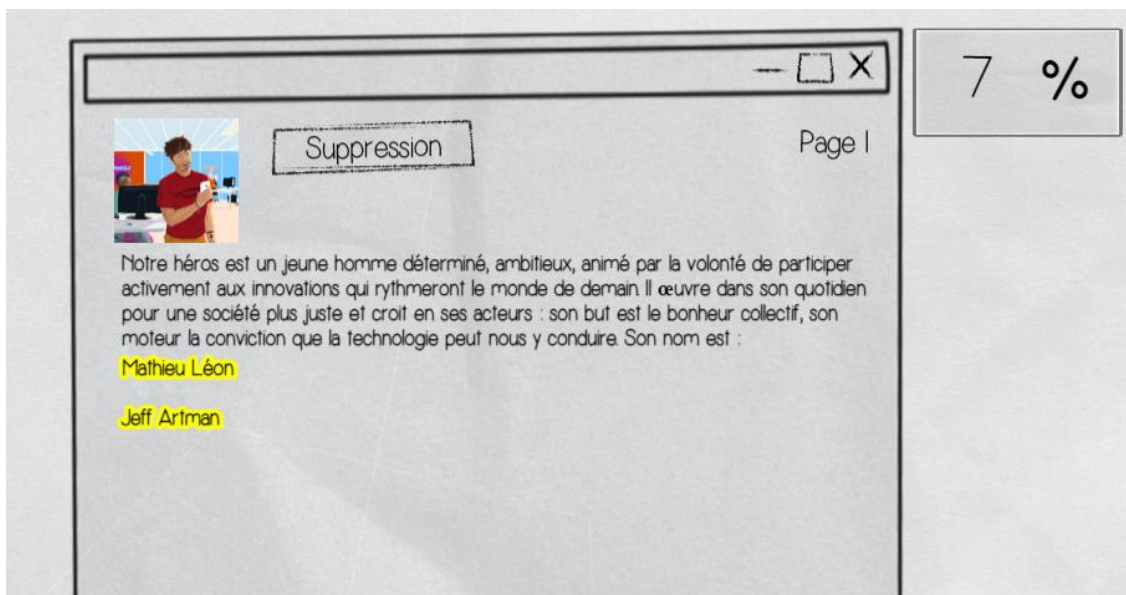 7 %
Suppression
Page 1
Notre héros est un jeune homme déterminé, ambitieux, animé par la volonté de participer
activement aux innovations qui rythmeront le monde de demain. Il œuvre dans son quotidien
pour une société plus juste et croit en ses acteurs : son but est le bonheur collectif, son
moteur la conviction que la technologie peut nous y conduire. Son nom est :
Mathieu Léon
Jeff Artman